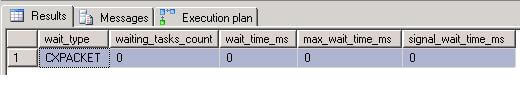 Results Messages Execution plan
wait_type waiting_tasks_count wait_time_ms max_wait_time_ms signal_wait_time_ms
1 CXPACKET 0 0 0 0